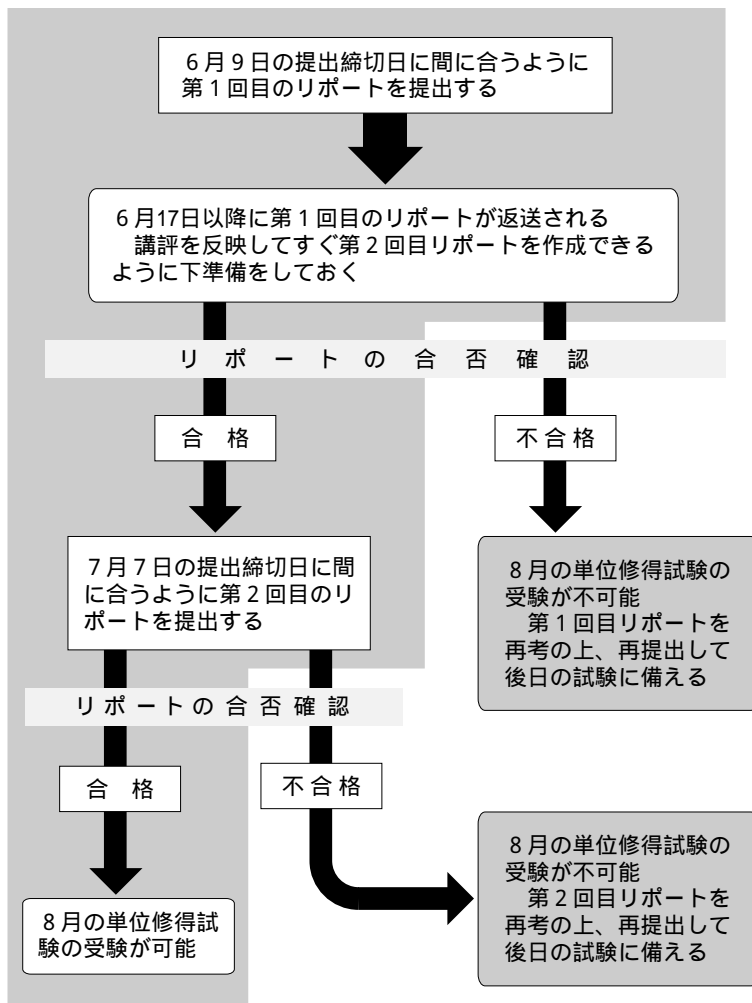 ６月９日の提出締切日に間に合うように
第１回目のリポートを提出する
６月17日以降に第１回目のリポートが返送される
　講評を反映してすぐ第２回目リポートを作成できる
ように下準備をしておく
リポートの合否確認
合　格
不合格
７月７日の提出締切日に間
に合うように第２回目のリ
ポートを提出する
８月の単位修得試験の
受験が不可能
　第１回目リポートを
再考の上、再提出して
後日の試験に備える
リポートの合否確認
合　格
不合格
８月の単位修得試
験の受験が可能
８月の単位修得試験の
受験が不可能
　第２回目リポートを
再考の上、再提出して
後日の試験に備える